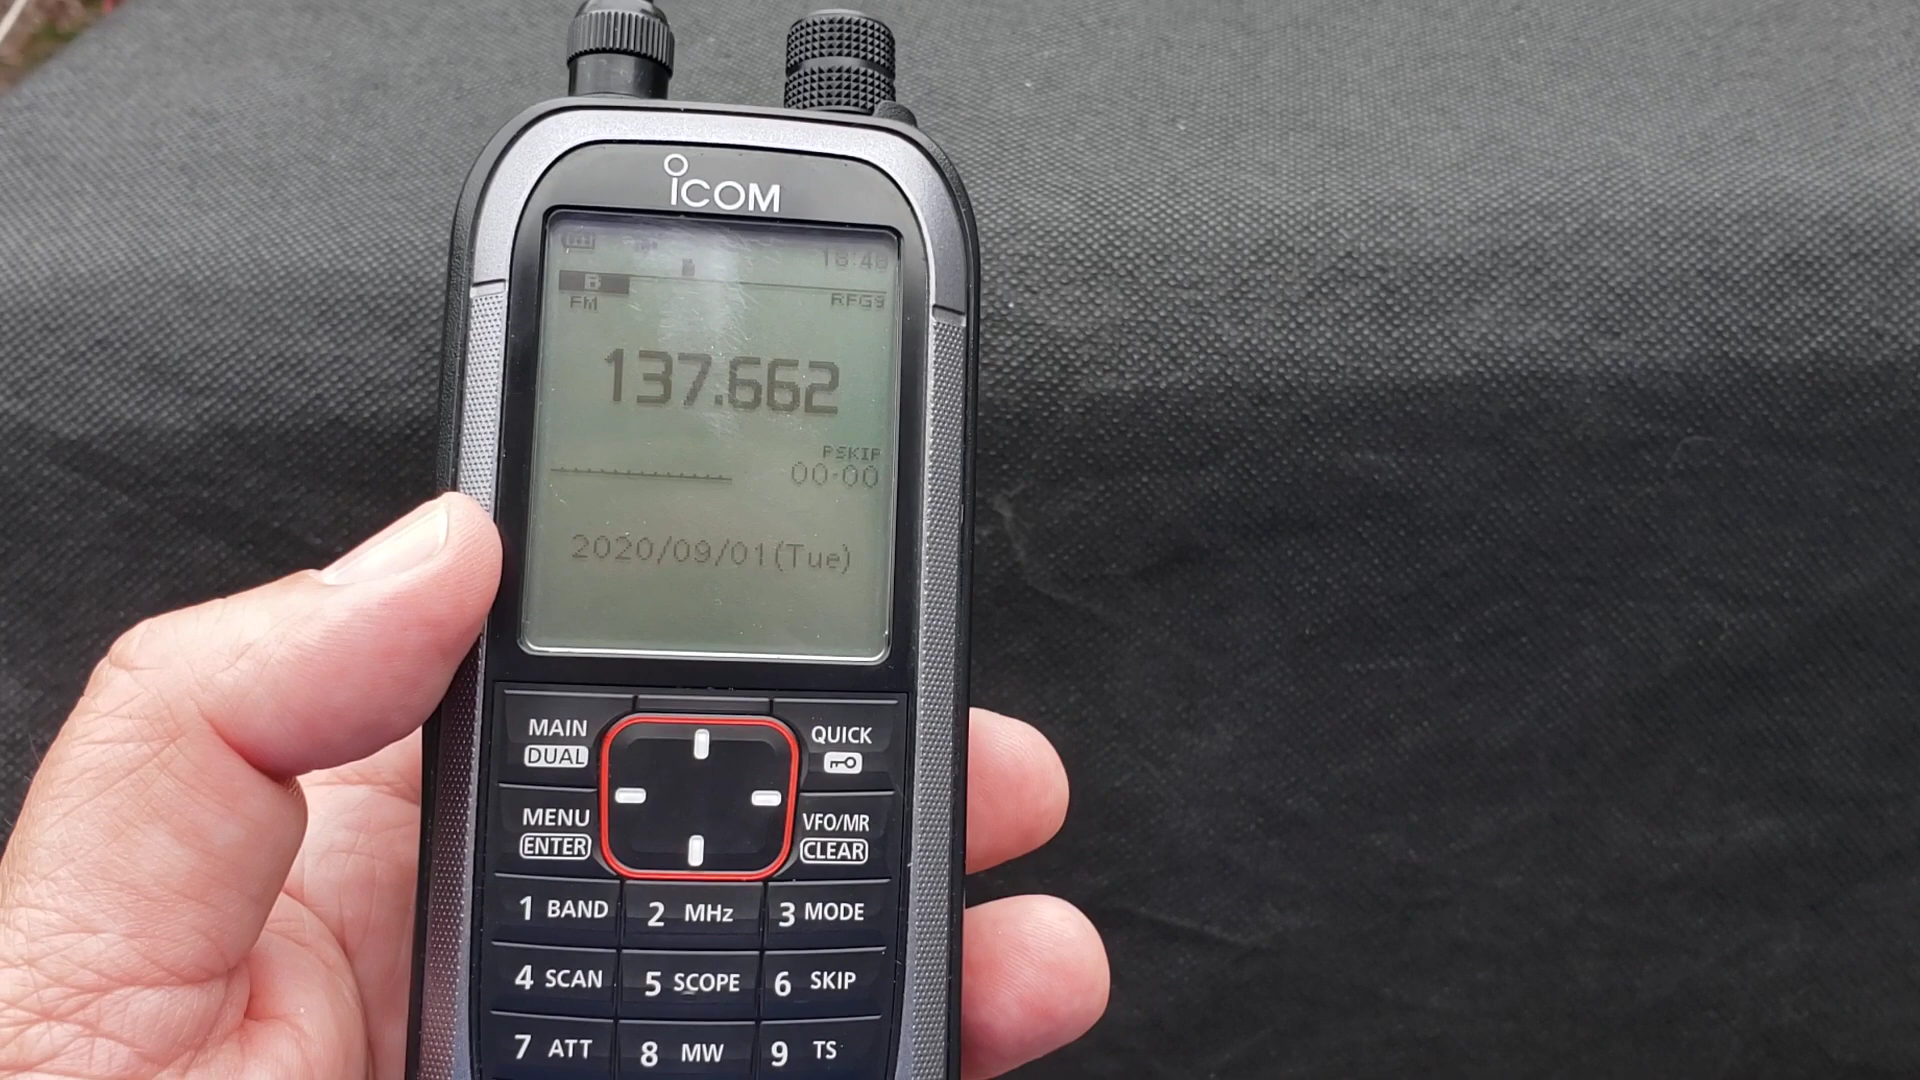 iCOM
18:40
B
FM RFG9
137.662
PSKIP
00-00
2020/09/01(Tue)
MAIN
DUAL
QUICK
MENU
ENTER
VFO/MR
CLEAR
1 BAND 2 MHz 3 MODE
4 SCAN 5 SCOPE 6 SKIP
7 ATT 8 MW 9 TS